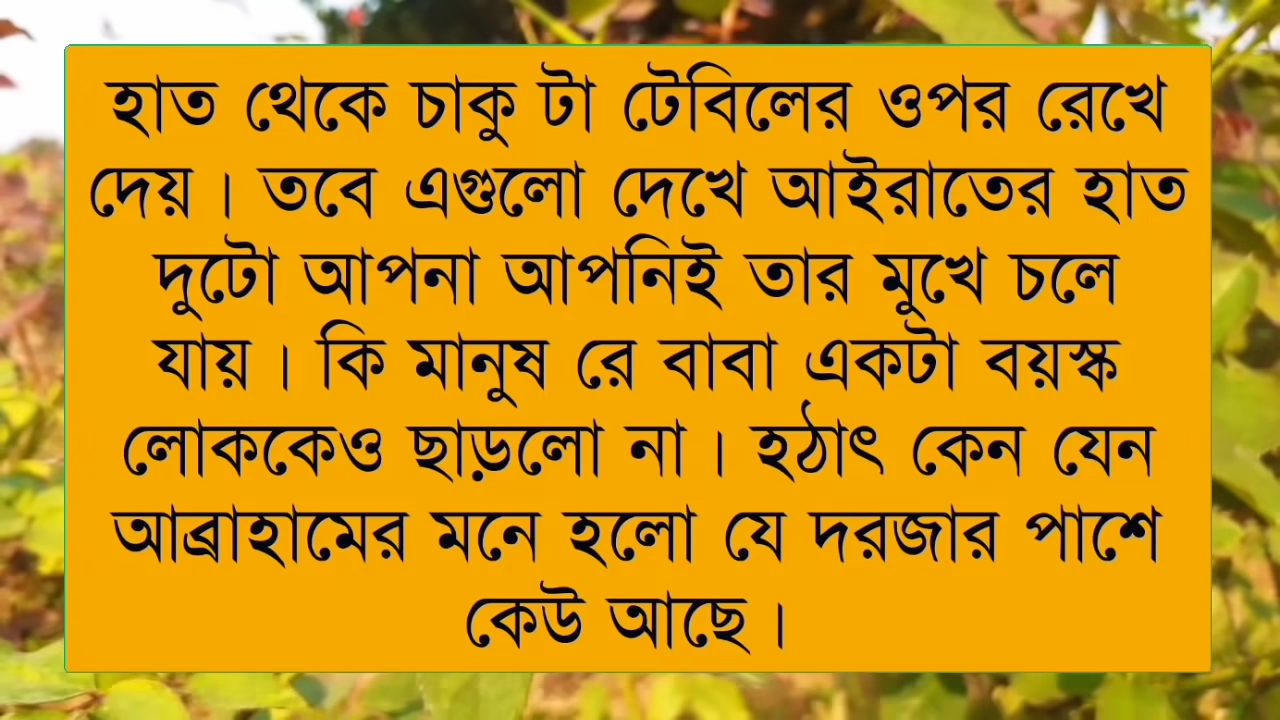 হাত থেকে চাকু টা টেবিলের ওপর রেখে
দেয়। তবে এগুলো দেখে আইরাতের হাত
দুটো আপনা আপনিই তার মুখে চলে
যায়। কি মানুষ রে বাবা একটা বয়স্ক
লোককেও ছাড়লো না। হঠাৎ কেন যেন
আব্রাহামের মনে হলো যে দরজার পাশে
কেউ আছে।